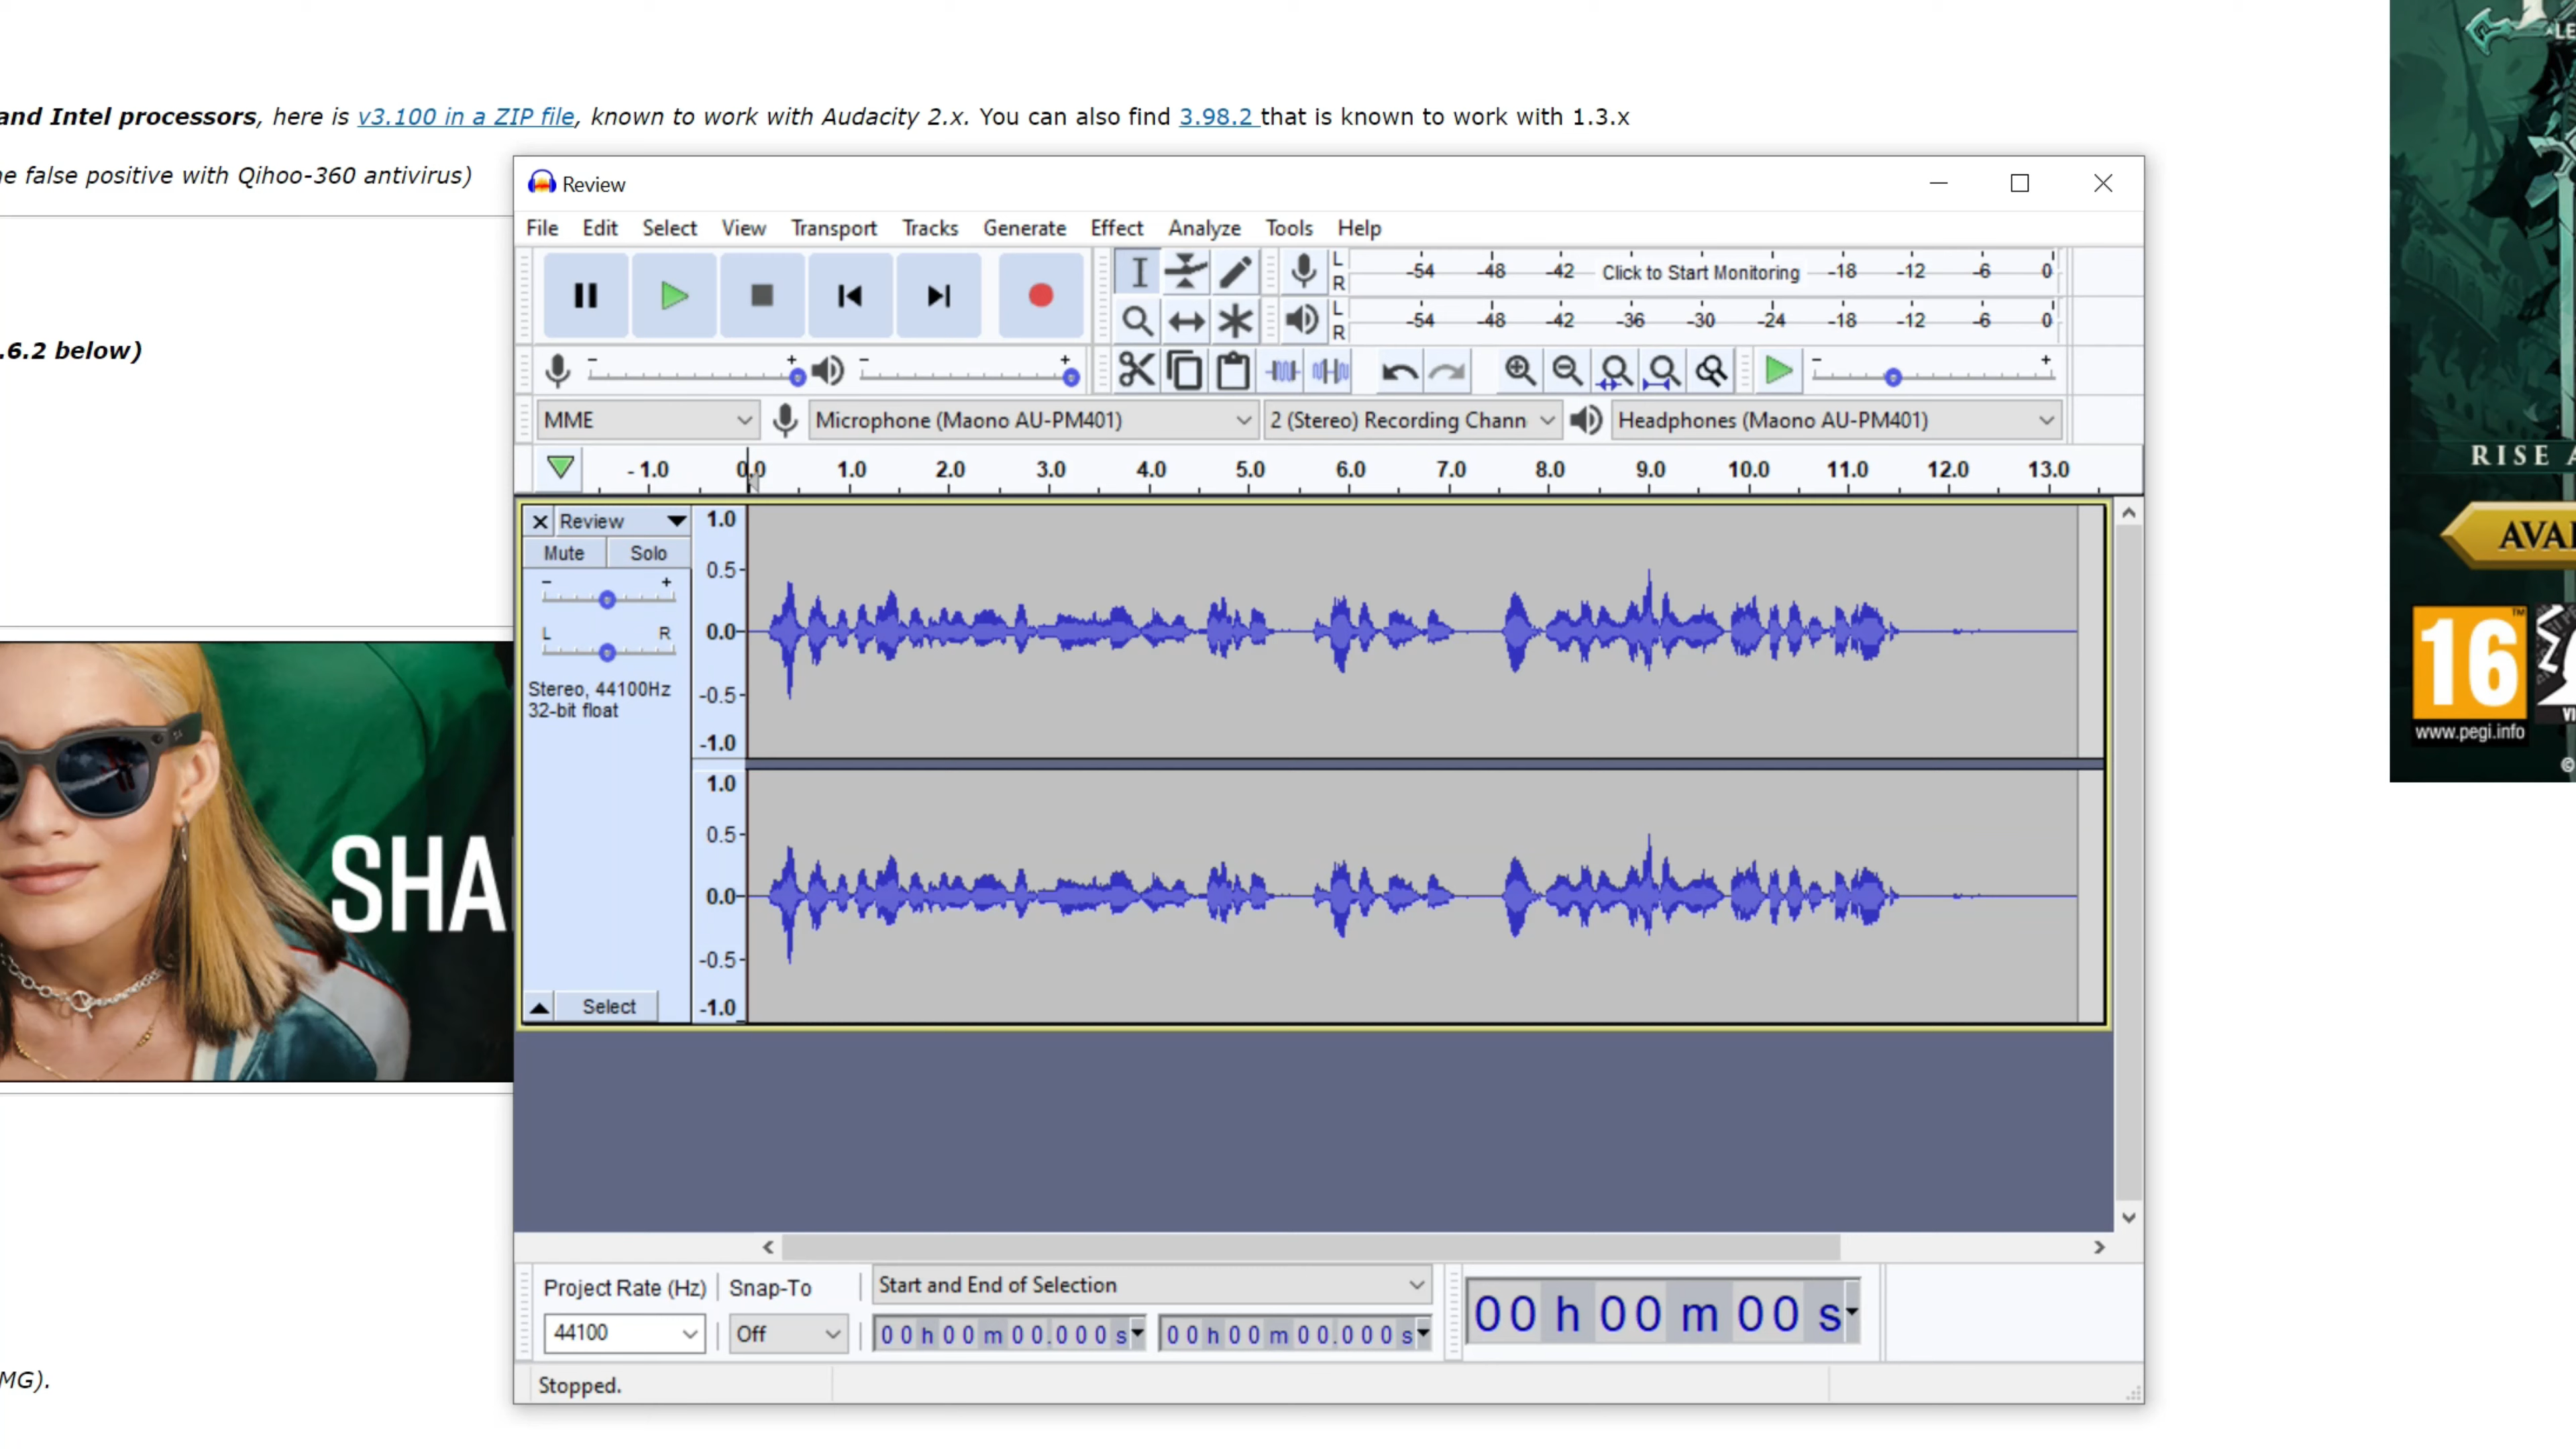 and Intel processors, here is v3.100 in a ZIP file, known to work with Audacity 2.x. You can also find 3.98.2 that is known to work with 1.3.x
false positive with Qihoo-360 antivirus)
.6.2 below)
MG).
SHA
Review
File Edit Select View Transport Tracks Generate Effect Analyze Tools Help
L -54 -48 -42 Click to Start Monitoring -18 -12 -6 0
R
L -54 -48 -42 -36 -30 -24 -18 -12 -6 0
R
- + - + - +
MME Microphone (Maono AU-PM401) 2 (Stereo) Recording Chann Headphones (Maono AU-PM401)
-1.0 0.0 1.0 2.0 3.0 4.0 5.0 6.0 7.0 8.0 9.0 10.0 11.0 12.0 13.0
Review
Mute Solo
- +
L R
Stereo, 44100Hz
32-bit float
Select
1.0
0.5
0.0
-0.5
-1.0
1.0
0.5
0.0
-0.5
-1.0
Project Rate (Hz) Snap-To Start and End of Selection
44100 Off 00 h 00 m 00.000 s 00 h 00 m 00.000 s 00 h 00 m 00 s
Stopped.
LE
RISE A
AVAI
16
TM
www.pegi.info
VI
©